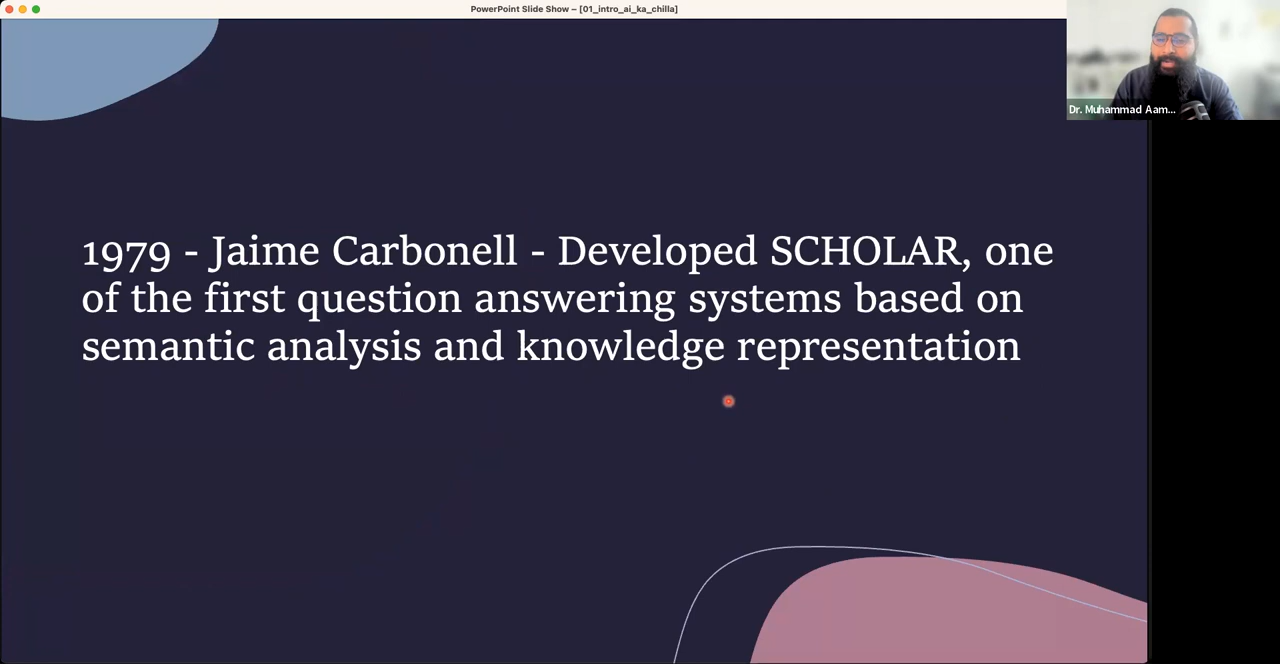 PowerPoint Slide Show – [01_intro_ai_ka_chilla]
Dr. Muhammad Aam...
1979 - Jaime Carbonell - Developed SCHOLAR, one
of the first question answering systems based on
semantic analysis and knowledge representation